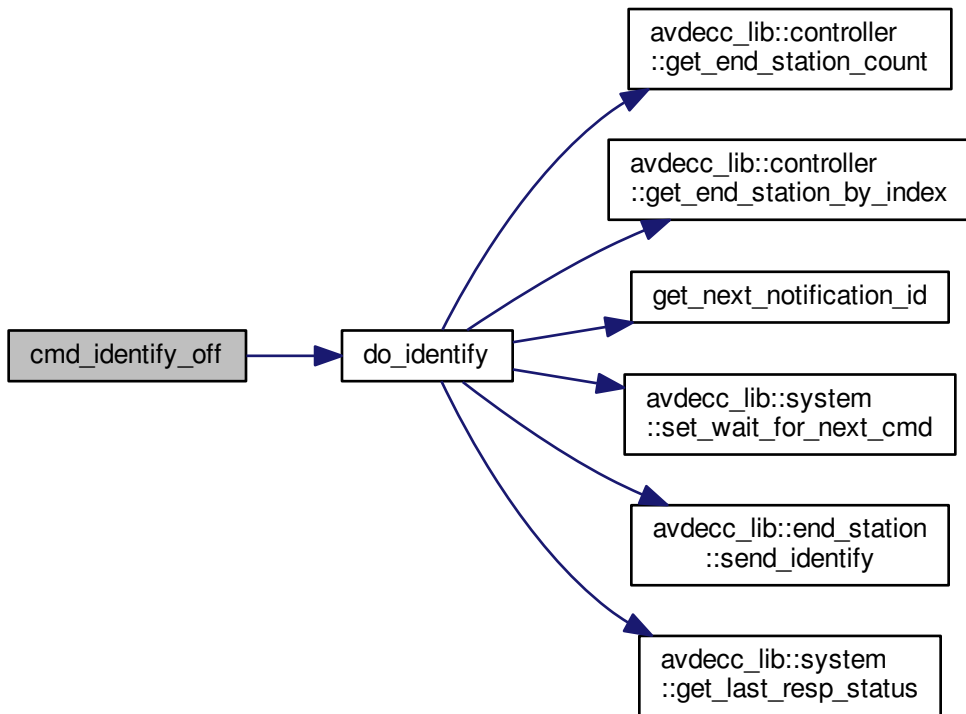 avdecc_lib::controller
::get_end_station_count
avdecc_lib::controller
::get_end_station_by_index
get_next_notification_id
cmd_identify_off
do_identify
avdecc_lib::system
::set_wait_for_next_cmd
avdecc_lib::end_station
::send_identify
avdecc_lib::system
::get_last_resp_status